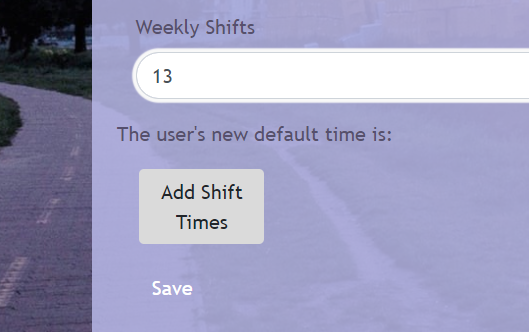 Weekly Shifts
13
The user's new default time is:
Add Shift
Times
Save